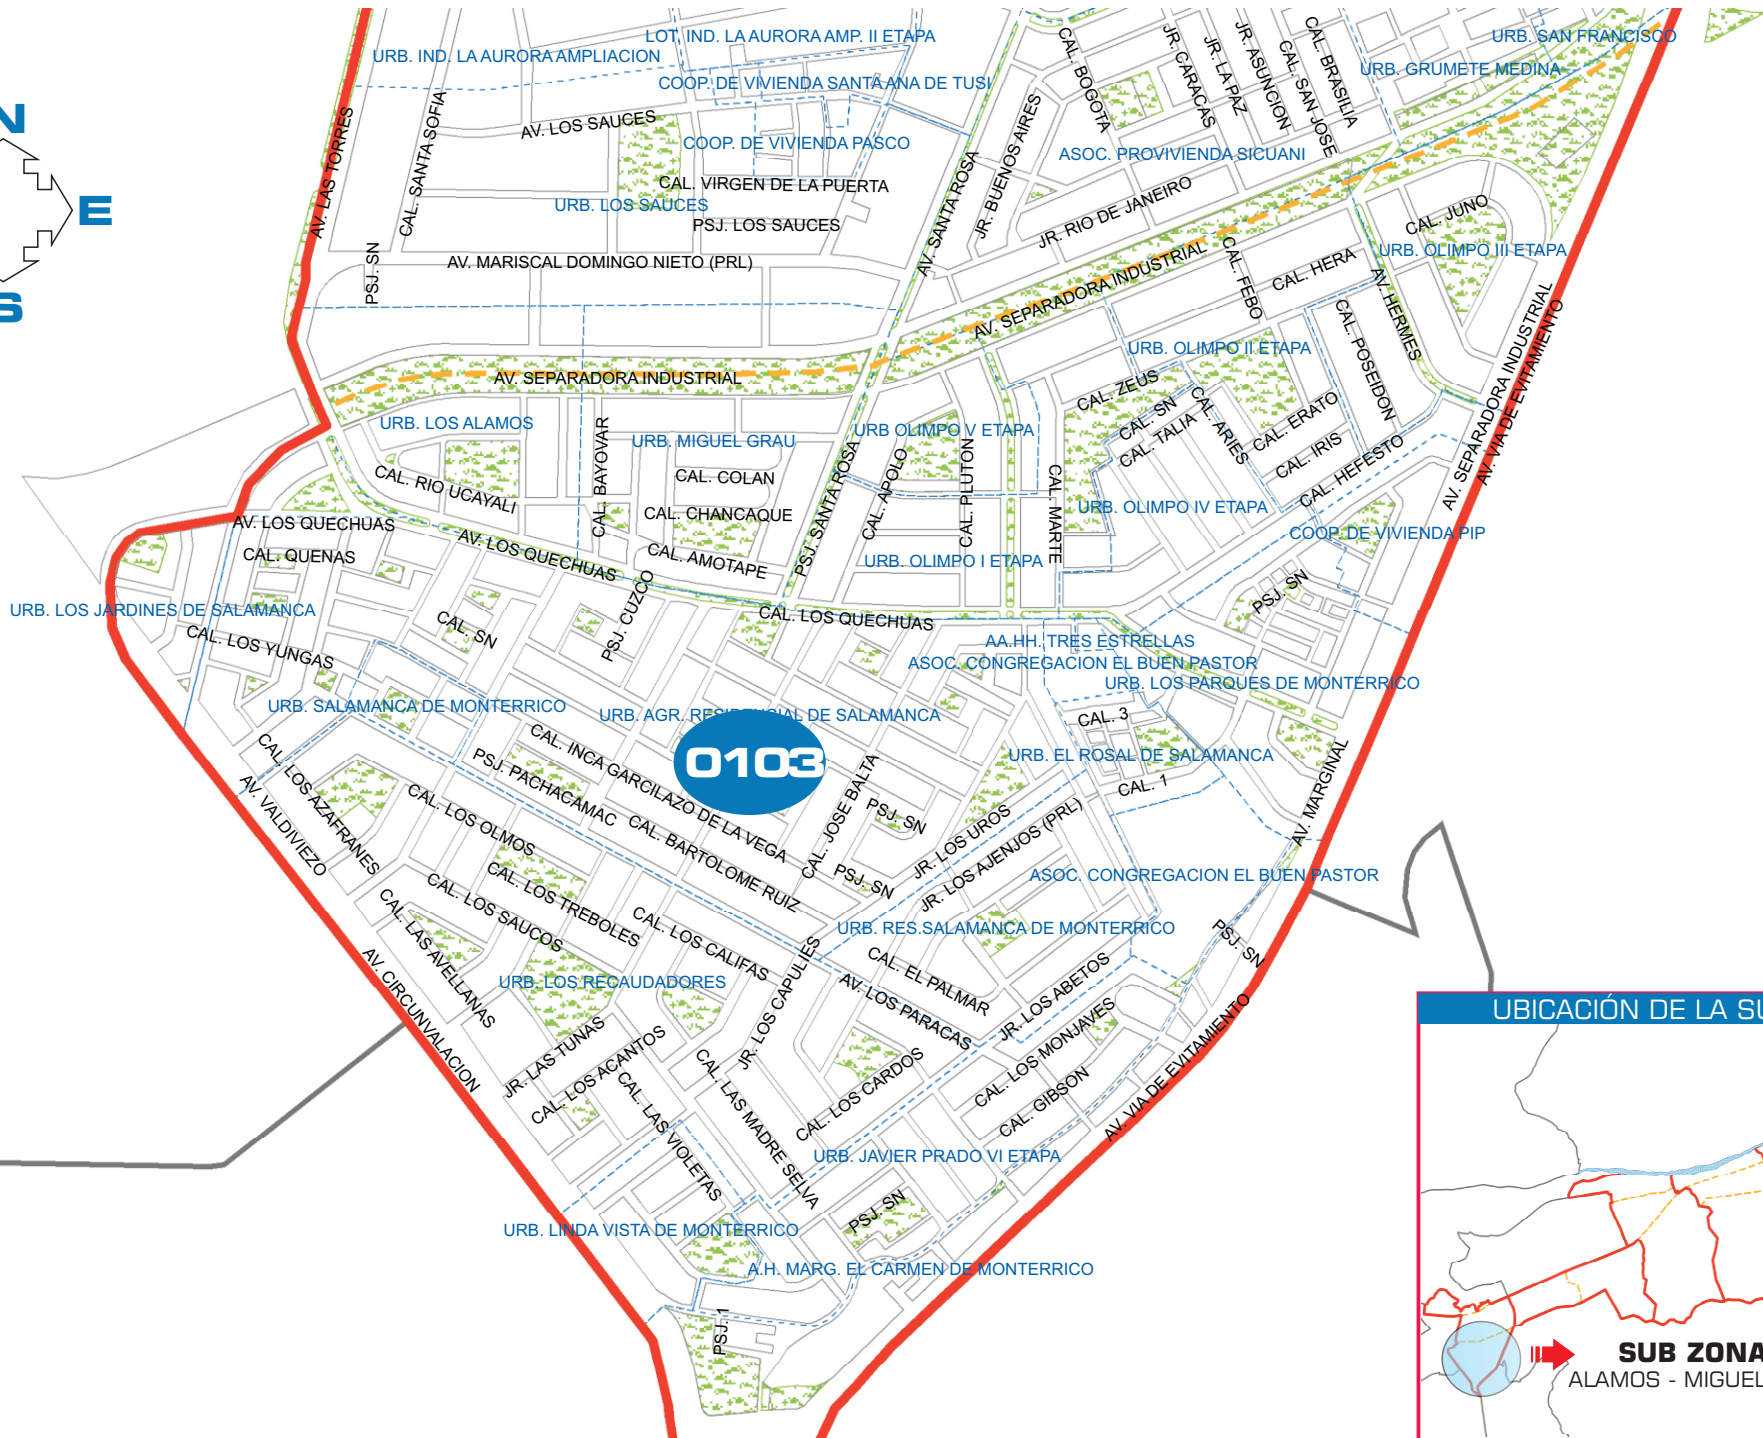 N
E
S
URB. IND. LA AURORA AMPLIACION
LOT. IND. LA AURORA AMP. II ETAPA
COOP. DE VIVIENDA SANTA ANA DE TUSI
COOP. DE VIVIENDA PASCO
AV. LAS TORRES
CAL. SANTA SOFIA
AV. LOS SAUCES
CAL. VIRGEN DE LA PUERTA
URB. LOS SAUCES
PSJ. LOS SAUCES
PSJ. SN
AV. MARISCAL DOMINGO NIETO (PRL)
AV. SANTA ROSA
JR. BUENOS AIRES
CAL. BOGOTA
JR. CARACAS
JR. LA PAZ
JR. ASUNCION
CAL. SAN JOSE
CAL. BRASILIA
URB. SAN FRANCISCO
URB. GRUMETE MEDINA
ASOC. PROVIVIENDA SICUANI
JR. RIO DE JANEIRO
AV. SEPARADORA INDUSTRIAL
CAL. FEBO
CAL. HERA
CAL. JUNO
URB. OLIMPO III ETAPA
AV. HERMES
CAL. POSEIDON
AV. SEPARADORA INDUSTRIAL
AV. VIA DE EVITAMIENTO
AV. SEPARADORA INDUSTRIAL
URB. LOS ALAMOS
URB. MIGUEL GRAU
CAL. BAYOVAR
CAL. BAYOVAR
CAL. COLAN
CAL. CHANCAQUE
CAL. AMOTAPE
CAL. RIO UCAYALI
URB OLIMPO V ETAPA
PSJ. SANTA ROSA
CAL. APOLO
CAL. PLUTON
CAL. MARTE
URB. OLIMPO I ETAPA
URB. OLIMPO II ETAPA
CAL. ZEUS
CAL. SN
CAL. TALIA
CAL. ARIES
CAL. ERATO
CAL. IRIS
CAL. HEFESTO
URB. OLIMPO IV ETAPA
COOP. DE VIVIENDA PIP
PSJ. SN
AV. LOS QUECHUAS
CAL. QUENAS
AV. LOS QUECHUAS
CAL. LOS QUECHUAS
URB. LOS JARDINES DE SALAMANCA
CAL. LOS YUNGAS
CAL. SN
PSJ. CUZCO
AA.HH. TRES ESTRELLAS
ASOC. CONGREGACION EL BUEN PASTOR
URB. LOS PARQUES DE MONTERRICO
URB. SALAMANCA DE MONTERRICO
URB. AGR. RESIDENCIAL DE SALAMANCA
0103
CAL. 3
URB. EL ROSAL DE SALAMANCA
CAL. 1
AV. MARGINAL
CAL. INCA GARCILAZO DE LA VEGA
PSJ. PACHACAMAC
CAL. BARTOLOME RUIZ
CAL. JOSE BALTA
PSJ. SN
PSJ. SN
JR. LOS UROS
JR. LOS AJENJOS (PRL)
ASOC. CONGREGACION EL BUEN PASTOR
CAL. LOS AZAFRANES
AV. VALDIVIEZO
CAL. LOS OLMOS
CAL. LOS TREBOLES
CAL. LOS SAUCOS
CAL. LAS AVELLANAS
CAL. LOS CALIFAS
URB. LOS RECAUDADORES
AV. CIRCUNVALACION
URB. RES.SALAMANCA DE MONTERRICO
CAL. EL PALMAR
AV. LOS PARACAS
JR. LOS CAPULIES
JR. LOS ABETOS
PSJ. SN
CAL. LOS MONJAVES
CAL. GIBSON
AV. VIA DE EVITAMIENTO
JR. LAS TUNAS
CAL. LOS ACANTOS
CAL. LAS VIOLETAS
CAL. LAS MADRE SELVA
CAL. LOS CARDOS
URB. JAVIER PRADO VI ETAPA
PSJ. SN
URB. LINDA VISTA DE MONTERRICO
A.H. MARG. EL CARMEN DE MONTERRICO
PSJ. 1
UBICACIÓN DE LA SU
SUB ZONA
ALAMOS - MIGUEL